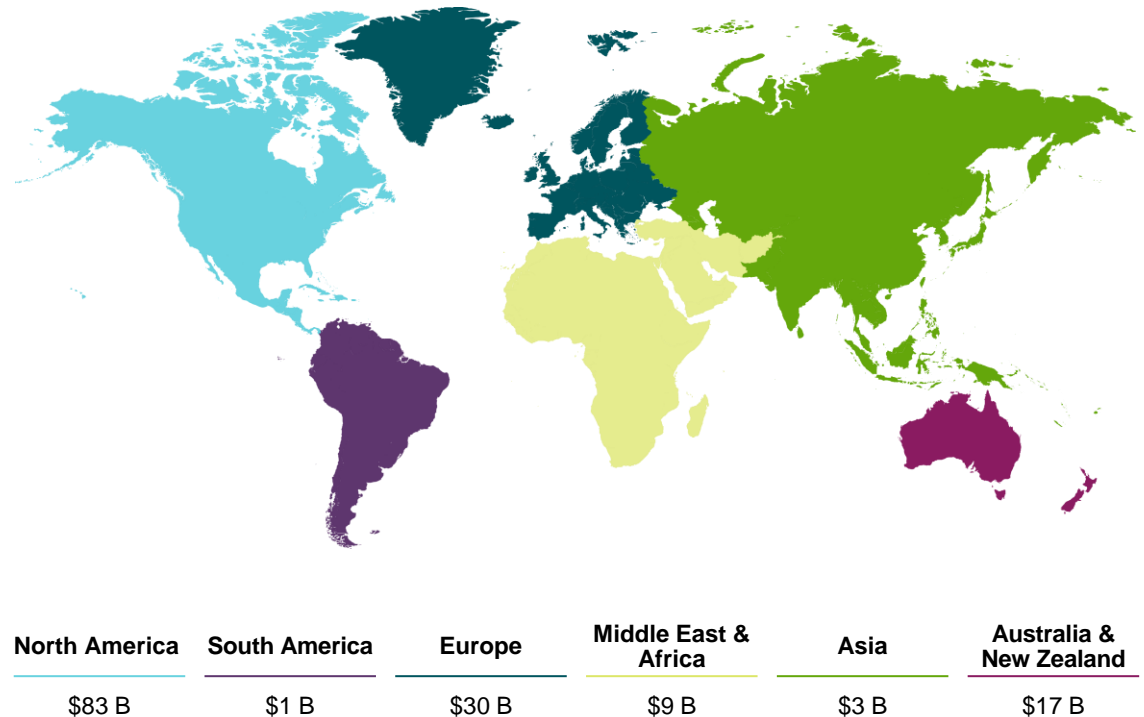 North America
South America
Europe
Middle East &
Africa
Asia
Australia &
New Zealand
$83 B
$1 B
$30 B
$9 B
$3 B
$17 B